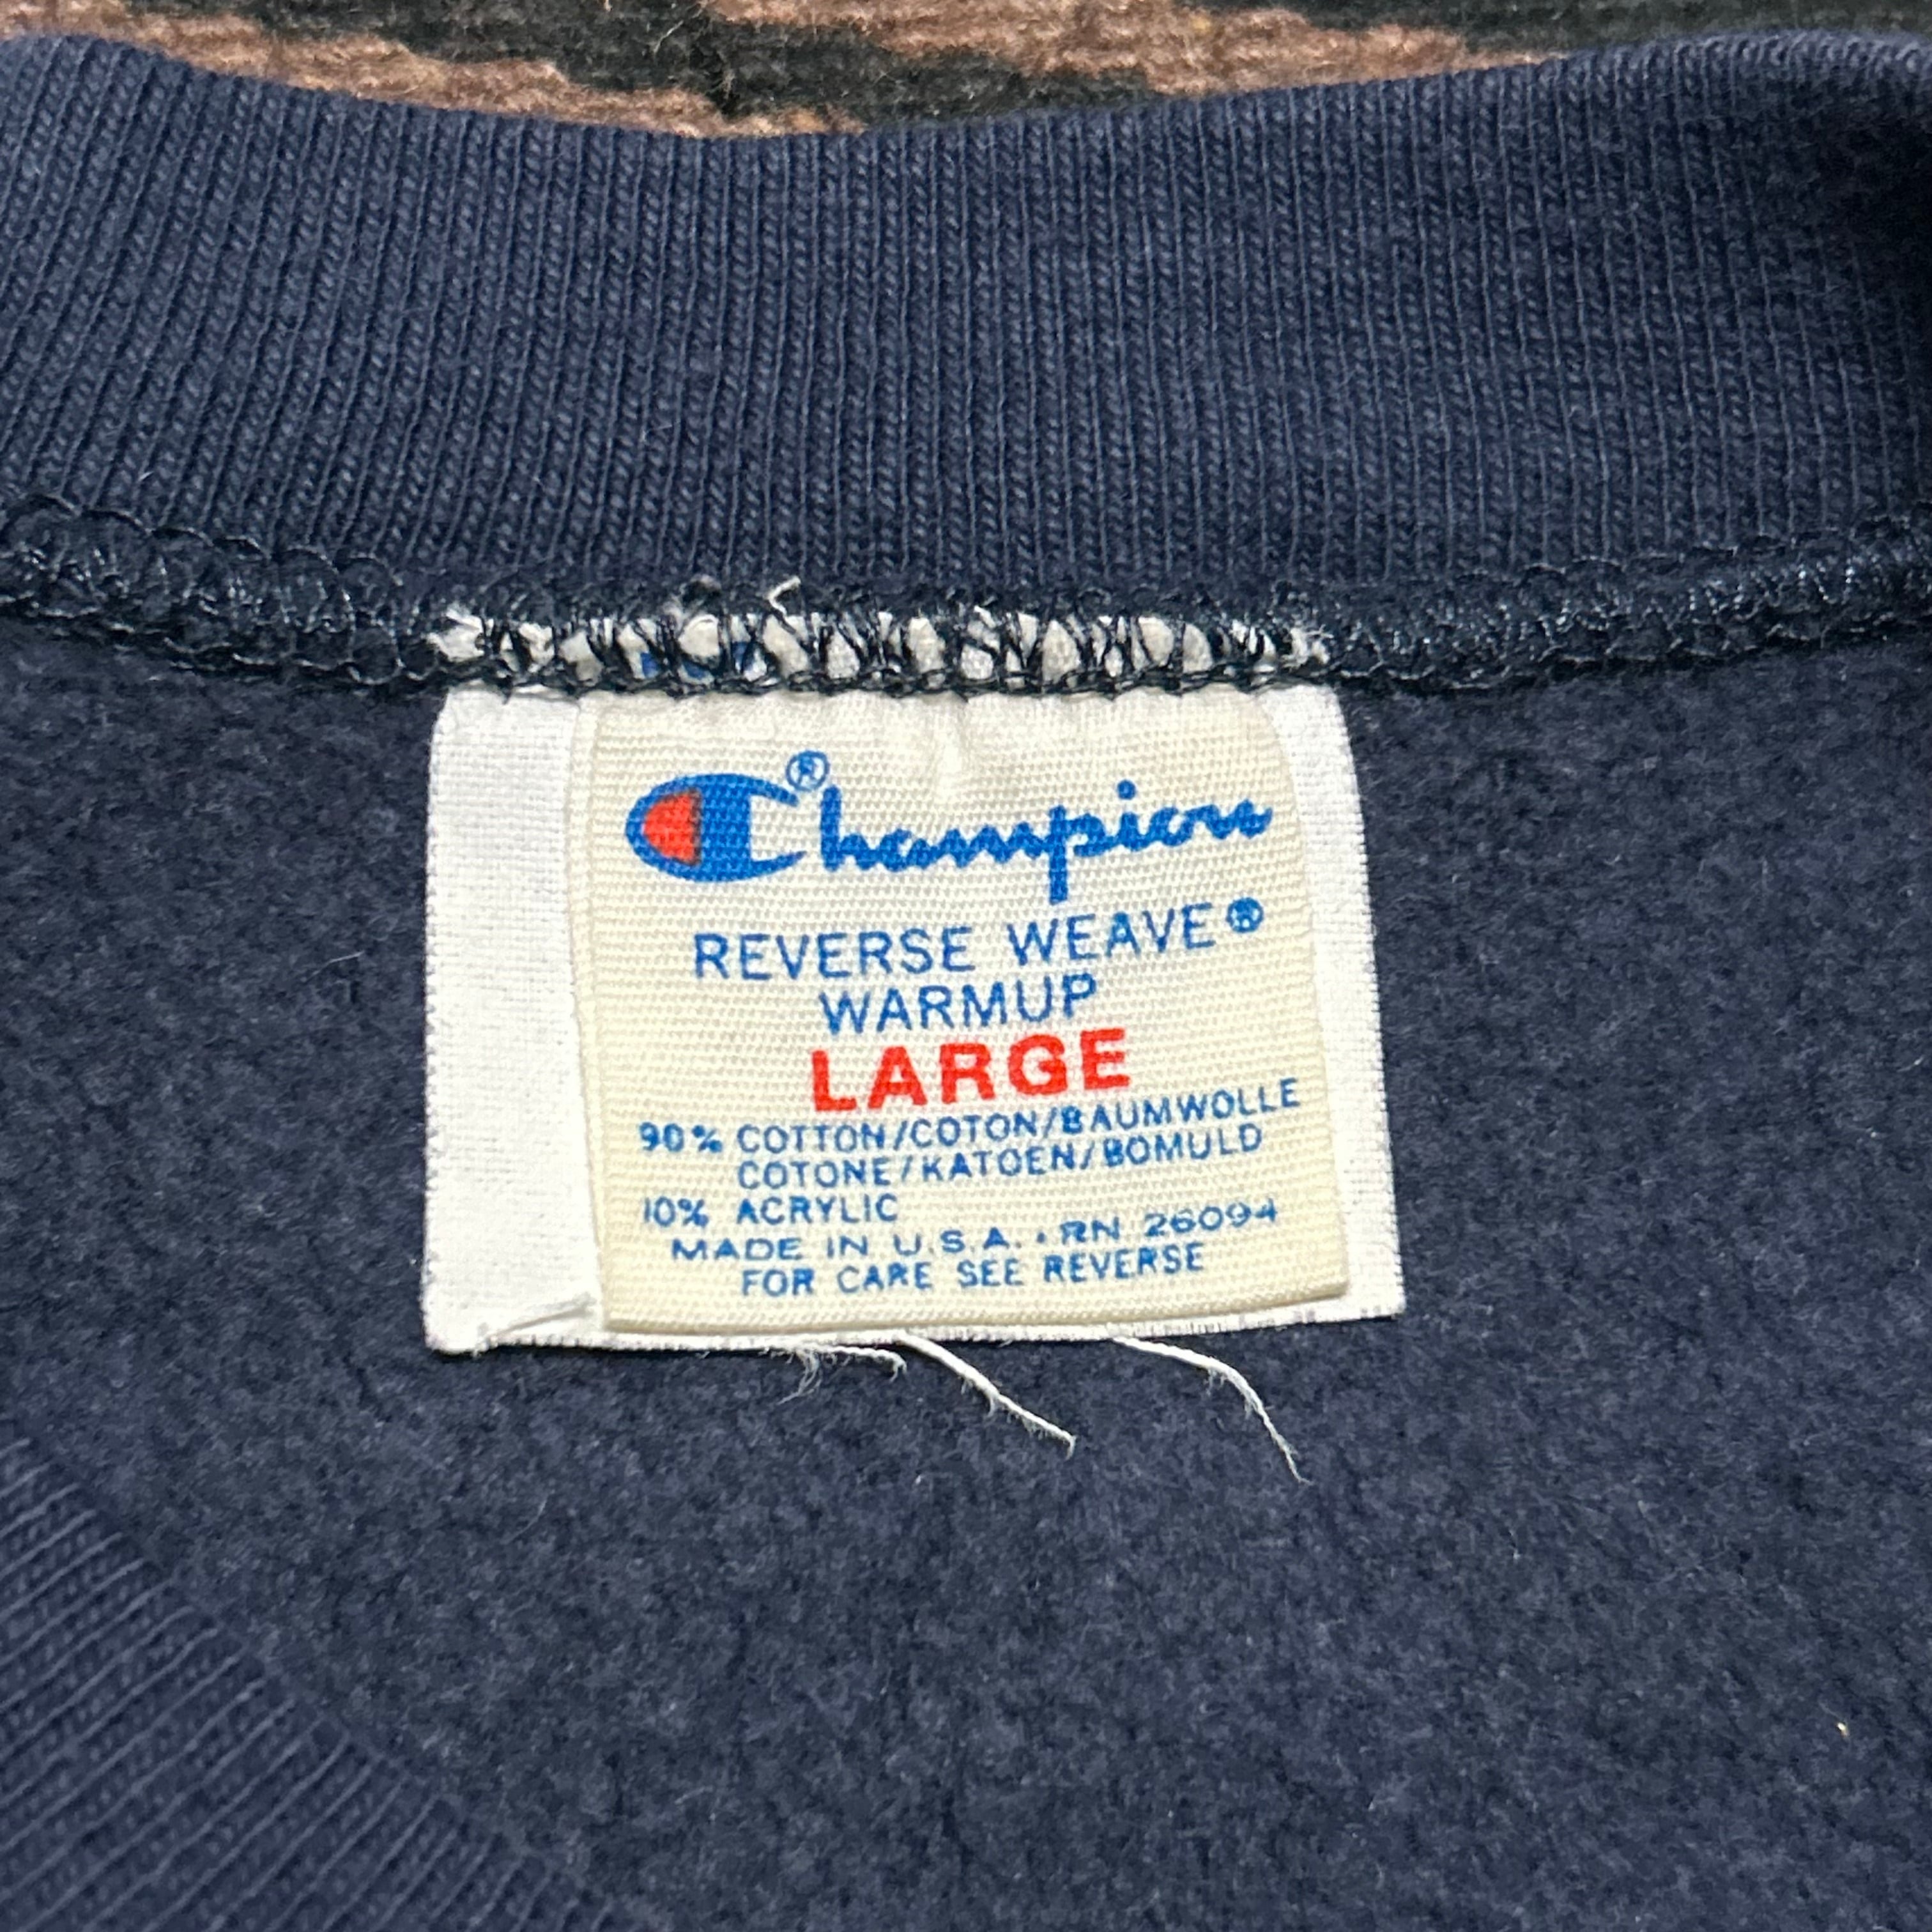 Champion®
REVERSE WEAVE®
WARMUP
LARGE
90% COTTON/COTON/BAUMWOLLE
COTONE/KATOEN/BOMULD
10% ACRYLIC
MADE IN U.S.A. • RN 26094
FOR CARE SEE REVERSE